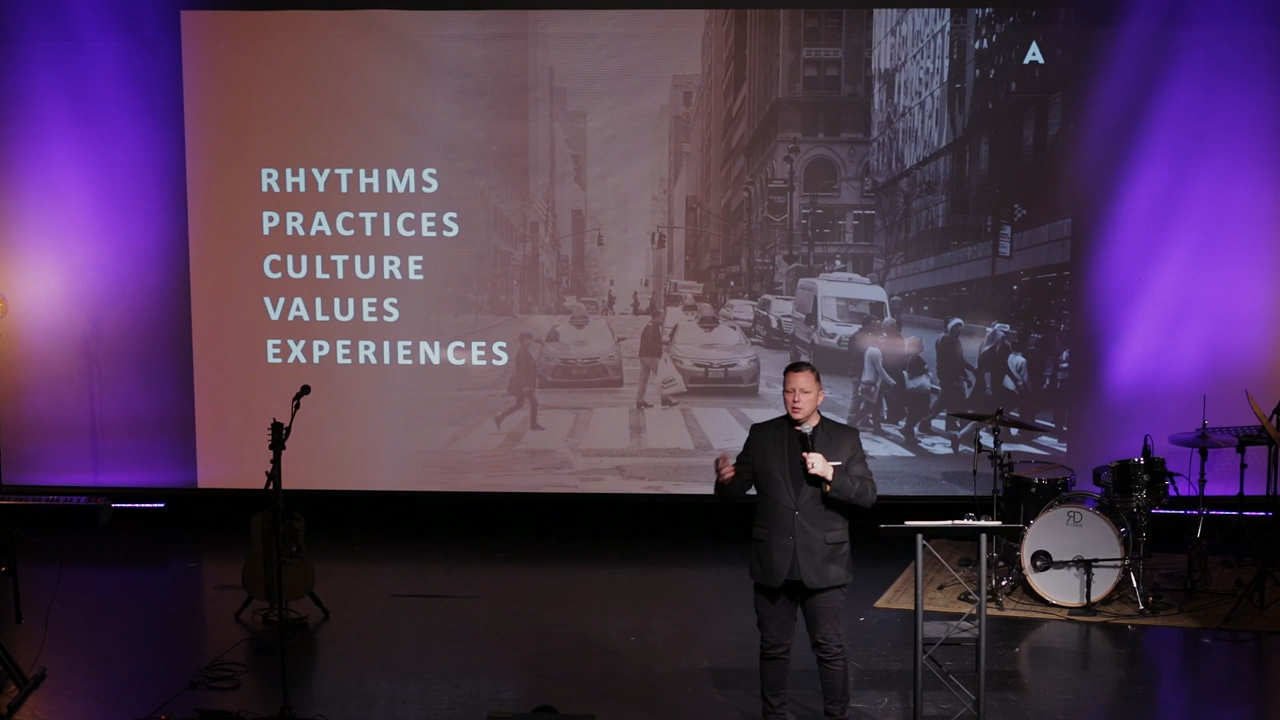 A
RHYTHMS
PRACTICES
CULTURE
VALUES
EXPERIENCES